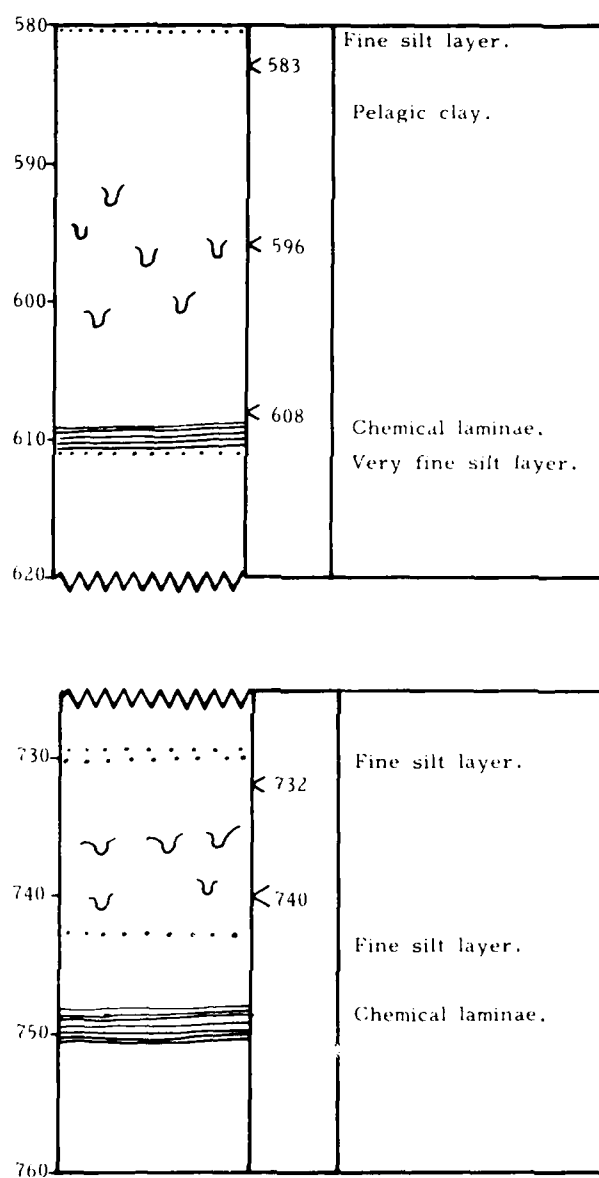 580
Fine silt layer.
583
Pelagic clay.
590
596
600
608
Chemical laminae.
610
Very fine silt layer.
620
730
Fine silt layer.
732
740
740
Fine silt layer.
Chemical laminae.
750
760